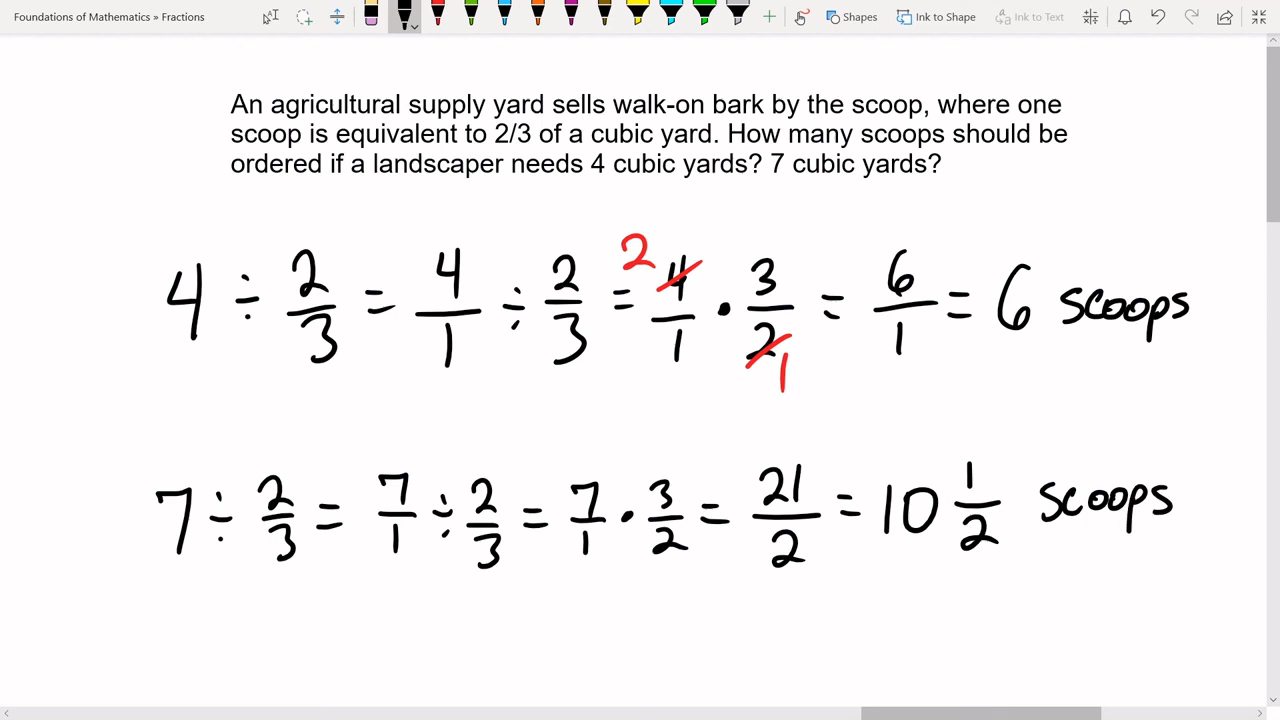 Foundations of Mathematics » Fractions
Shapes
Ink to Shape
Ink to Text
An agricultural supply yard sells walk-on bark by the scoop, where one
scoop is equivalent to 2/3 of a cubic yard. How many scoops should be
ordered if a landscaper needs 4 cubic yards? 7 cubic yards?
4 ÷ 2/3 = 4/1 ÷ 2/3 = 2 4/1 · 3/2 1 = 6/1 = 6 scoops
7 ÷ 2/3 = 7/1 ÷ 2/3 = 7/1 · 3/2 = 21/2 = 10 1/2 scoops